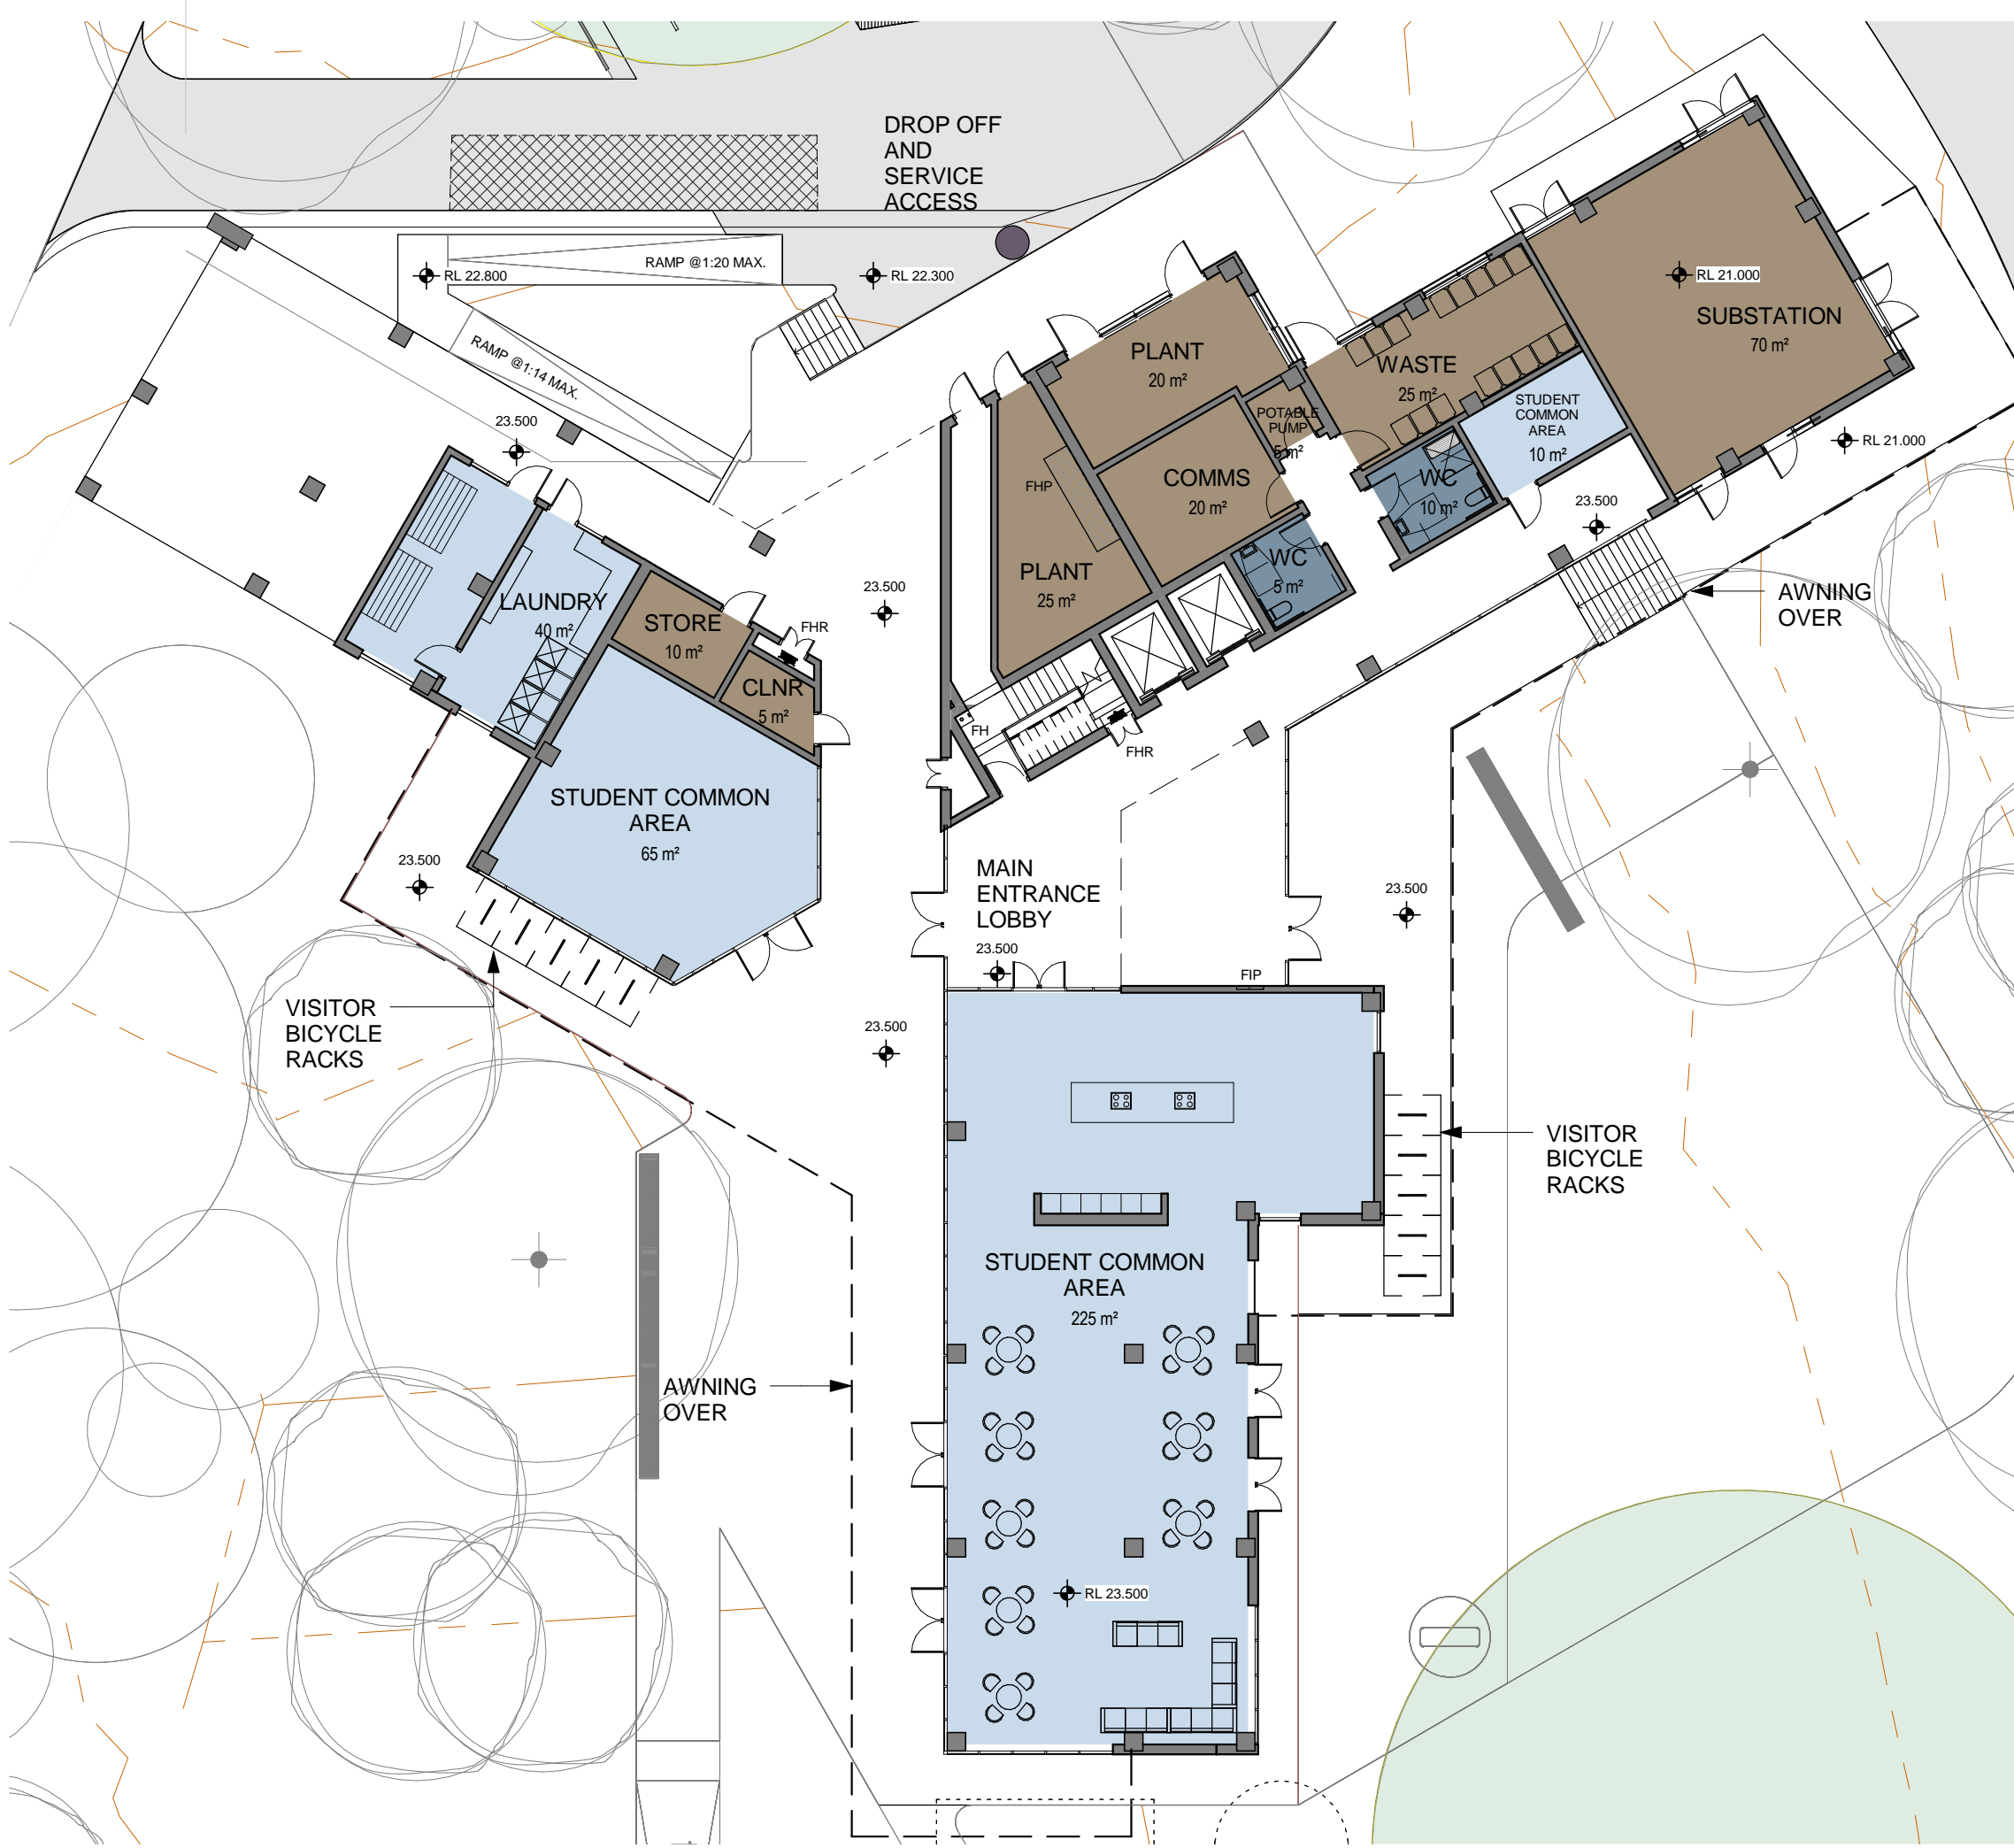 DROP OFF
AND
SERVICE
ACCESS
RL 22.800
RAMP @1:20 MAX.
RL 22.300
RAMP @1:14 MAX.
23.500
PLANT
20 m²
WASTE
25 m²
RL 21.000
SUBSTATION
70 m²
POTABLE
PUMP
5 m²
STUDENT
COMMON
AREA
10 m²
RL 21.000
FHP
COMMS
20 m²
WC
10 m²
23.500
PLANT
25 m²
WC
5 m²
AWNING
OVER
LAUNDRY
40 m²
STORE
10 m²
FHR
23.500
CLNR
5 m²
FH
FHR
STUDENT COMMON
AREA
65 m²
23.500
MAIN
ENTRANCE
LOBBY
23.500
23.500
FIP
VISITOR
BICYCLE
RACKS
23.500
VISITOR
BICYCLE
RACKS
STUDENT COMMON
AREA
225 m²
AWNING
OVER
RL 23.500